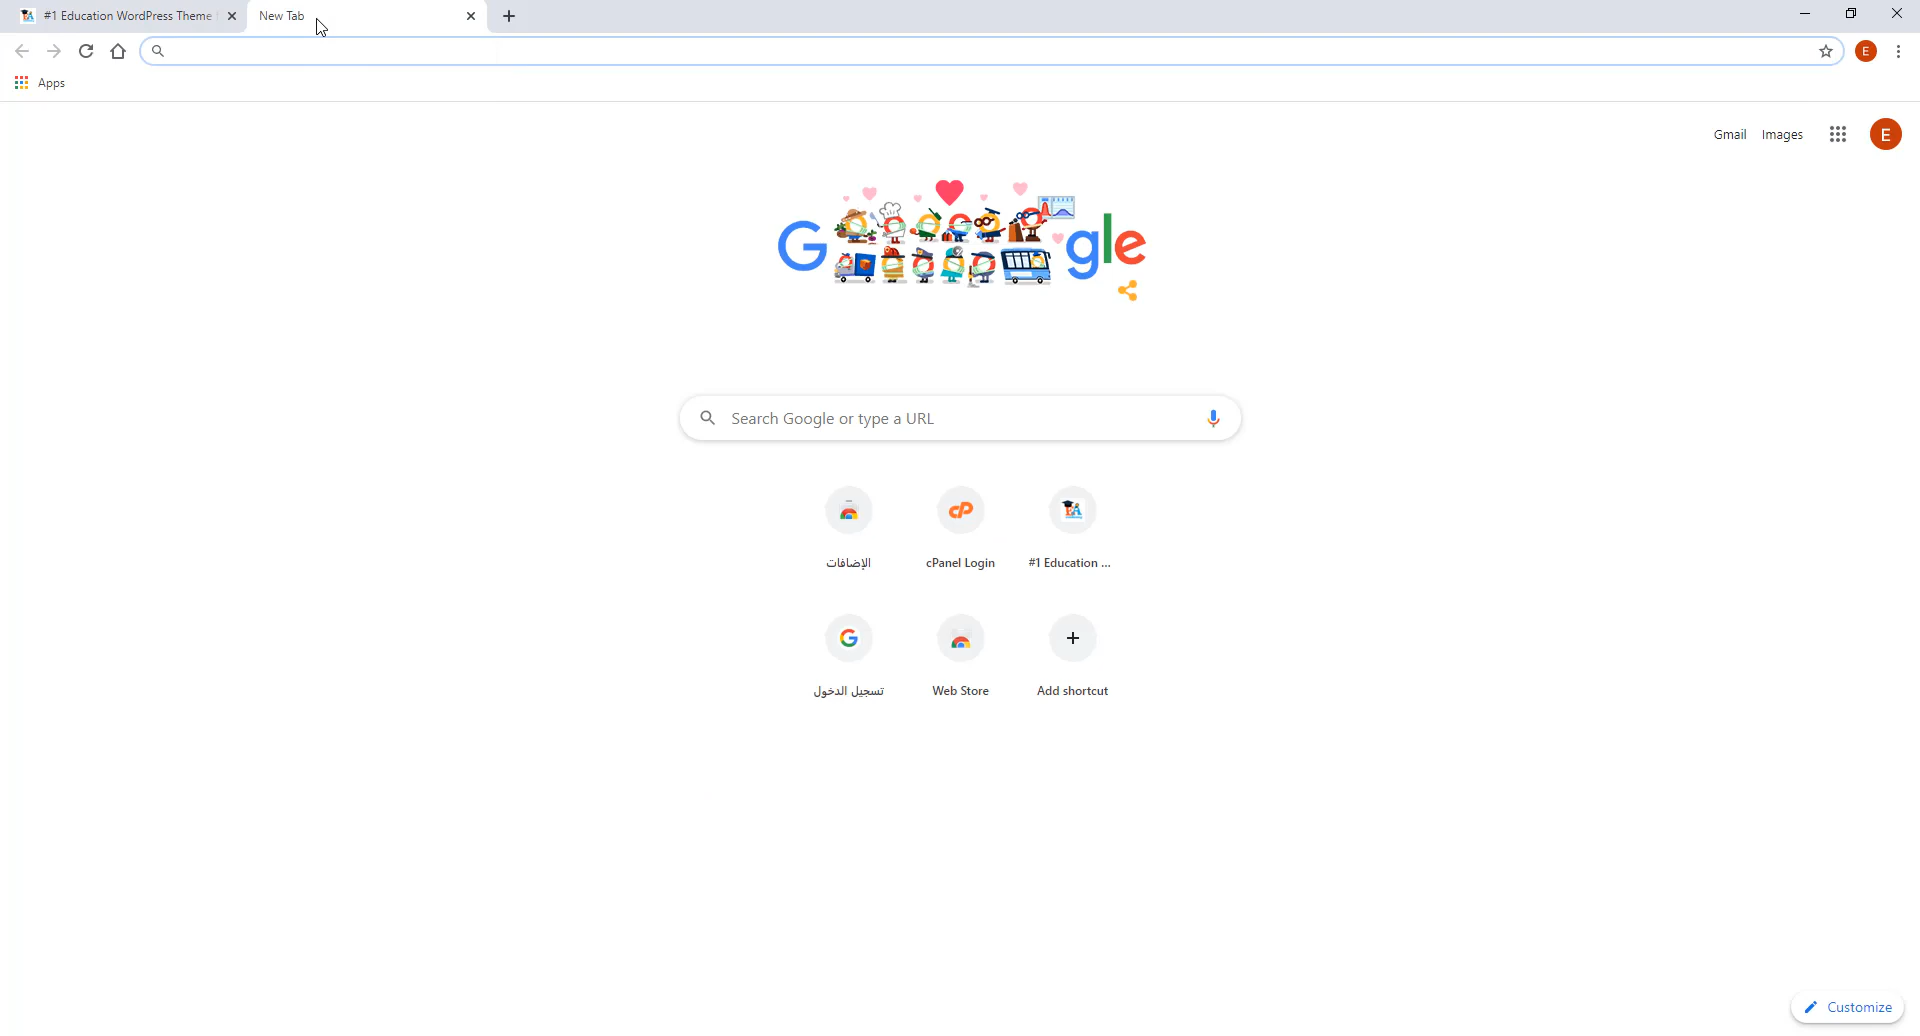 #1 Education WordPress Theme
New Tab
Apps
Gmail Images
E
E
G gle
Search Google or type a URL
الإضافات
cPanel Login
#1 Education ...
تسجيل الدخول
Web Store
Add shortcut
Customize